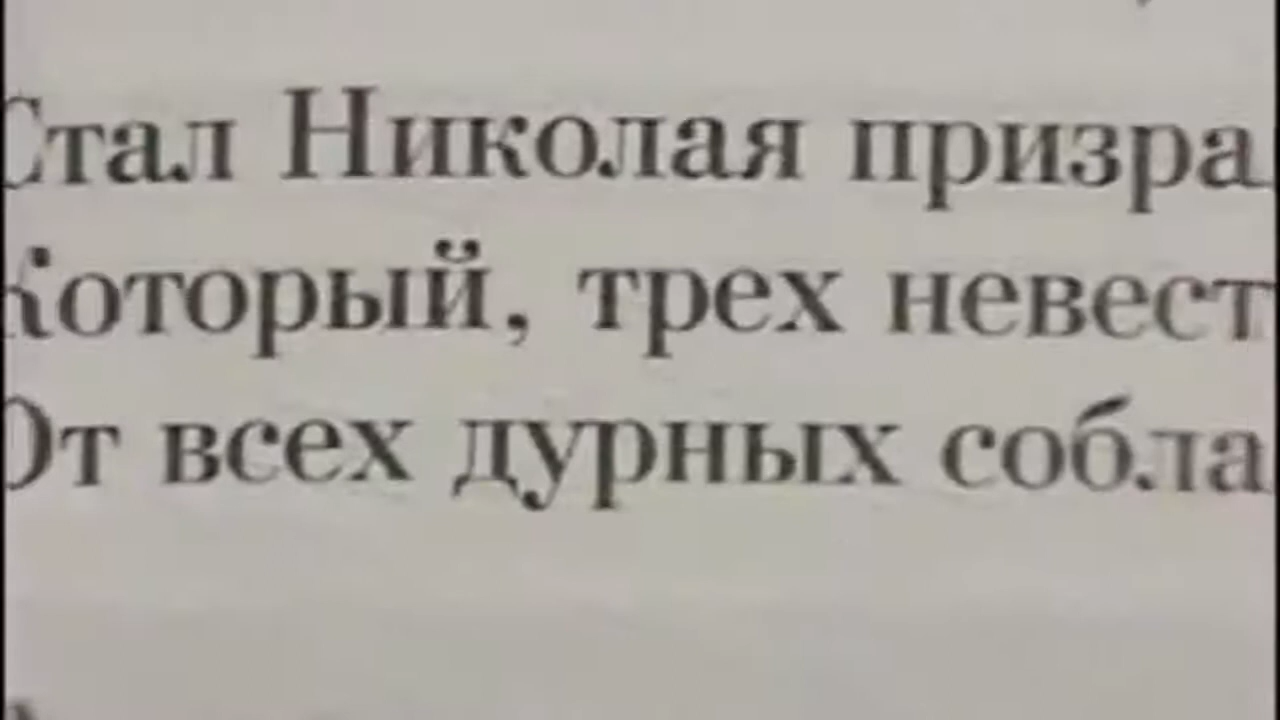 Стал Николая призра
Который, трех невест
От всех дурных собла